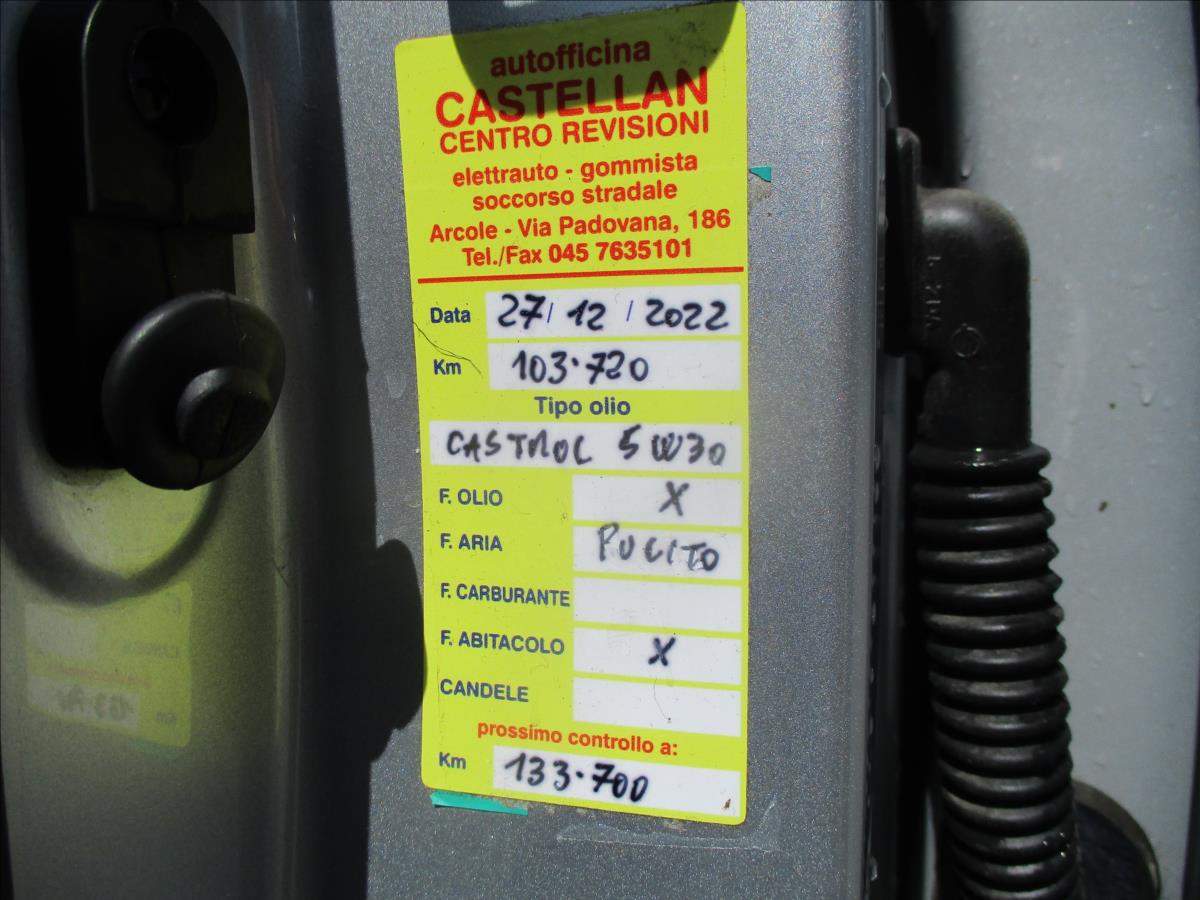 autofficina
CASTELLAN
CENTRO REVISIONI
elettrauto - gommista
soccorso stradale
Arcole - Via Padovana, 186
Tel./Fax 045 7635101
Data 27/12/2022
Km 103.720
Tipo olio
CASTROL 5W30
F. OLIO X
F. ARIA PULITO
F. CARBURANTE
F. ABITACOLO X
CANDELE
prossimo controllo a:
Km 133.700